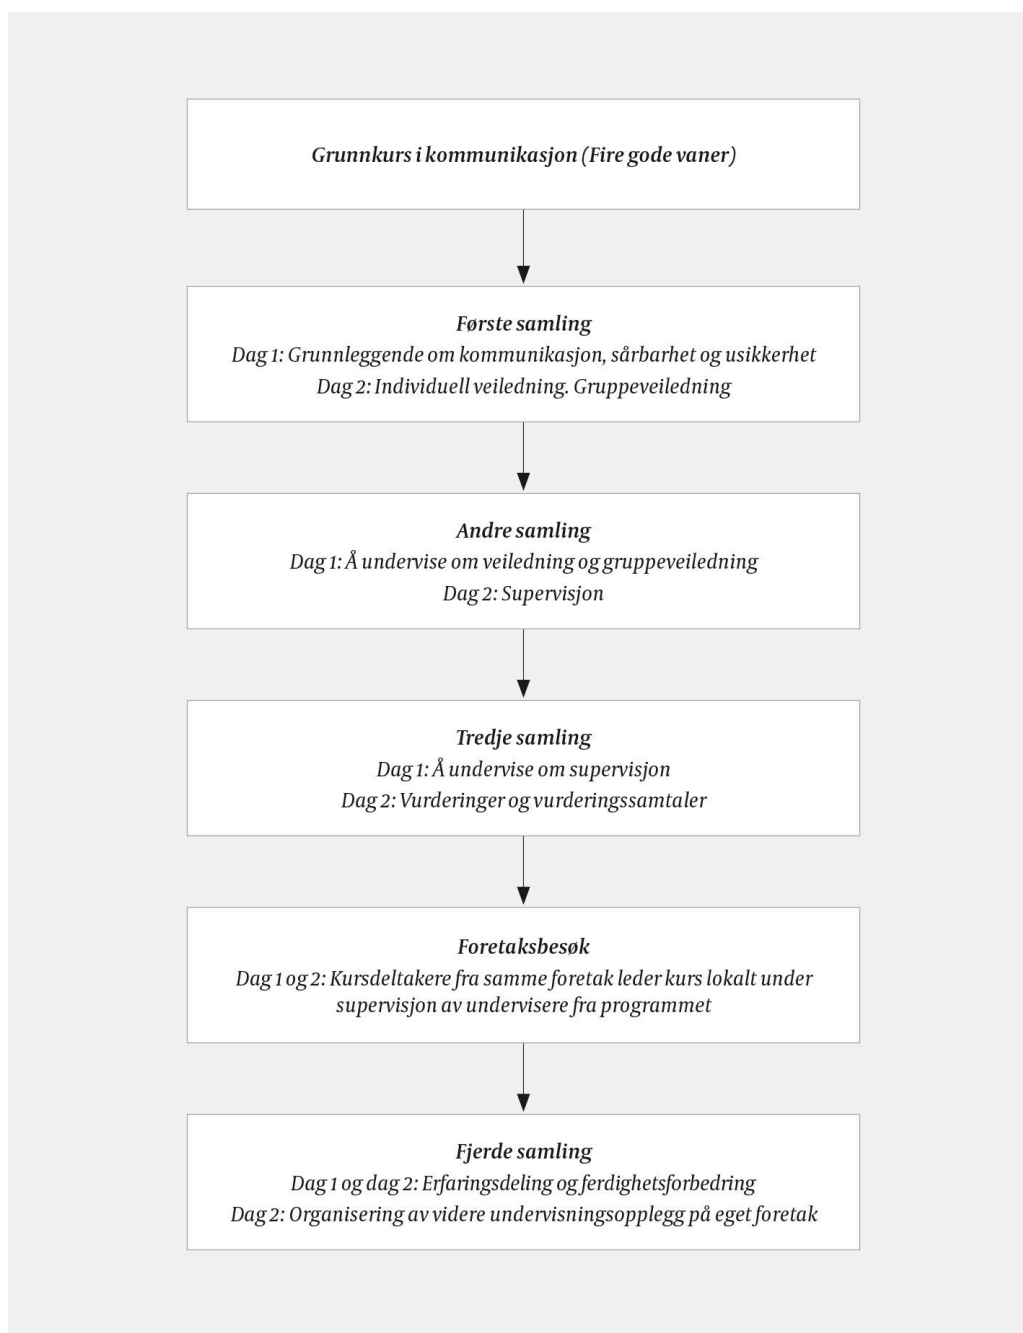 Grunnkurs i kommunikasjon (Fire gode vaner)
Første samling
Dag 1: Grunnleggende om kommunikasjon, sårbarhet og usikkerhet
Dag 2: Individuell veiledning. Gruppeveiledning
Andre samling
Dag 1: Å undervise om veiledning og gruppeveiledning
Dag 2: Supervisjon
Tredje samling
Dag 1: Å undervise om supervisjon
Dag 2: Vurderinger og vurderingssamtaler
Foretaksbesøk
Dag 1 og 2: Kursdeltakere fra samme foretak leder kurs lokalt under
supervisjon av undervisere fra programmet
Fjerde samling
Dag 1 og dag 2: Erfaringsdeling og ferdighetsforbedring
Dag 2: Organisering av videre undervisningsopplegg på eget foretak